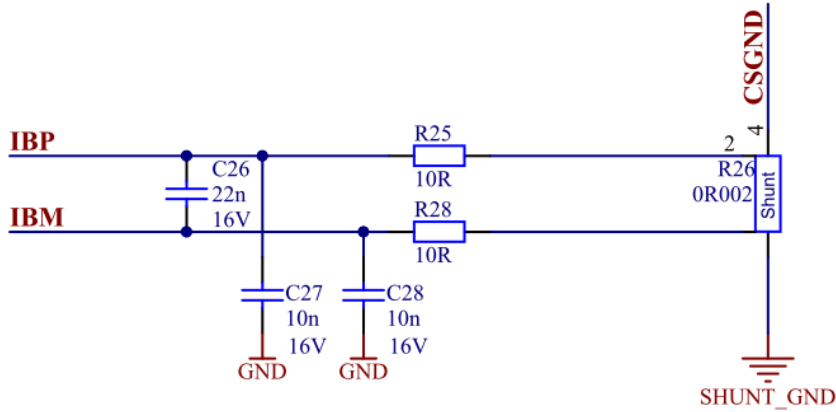 CSGND
IBP
R25
2
4
C26
R26
22n
10R
0R002
Shunt
IBM
16V
R28
10R
C27
C28
10n
10n
16V
16V
GND
GND
SHUNT_GND